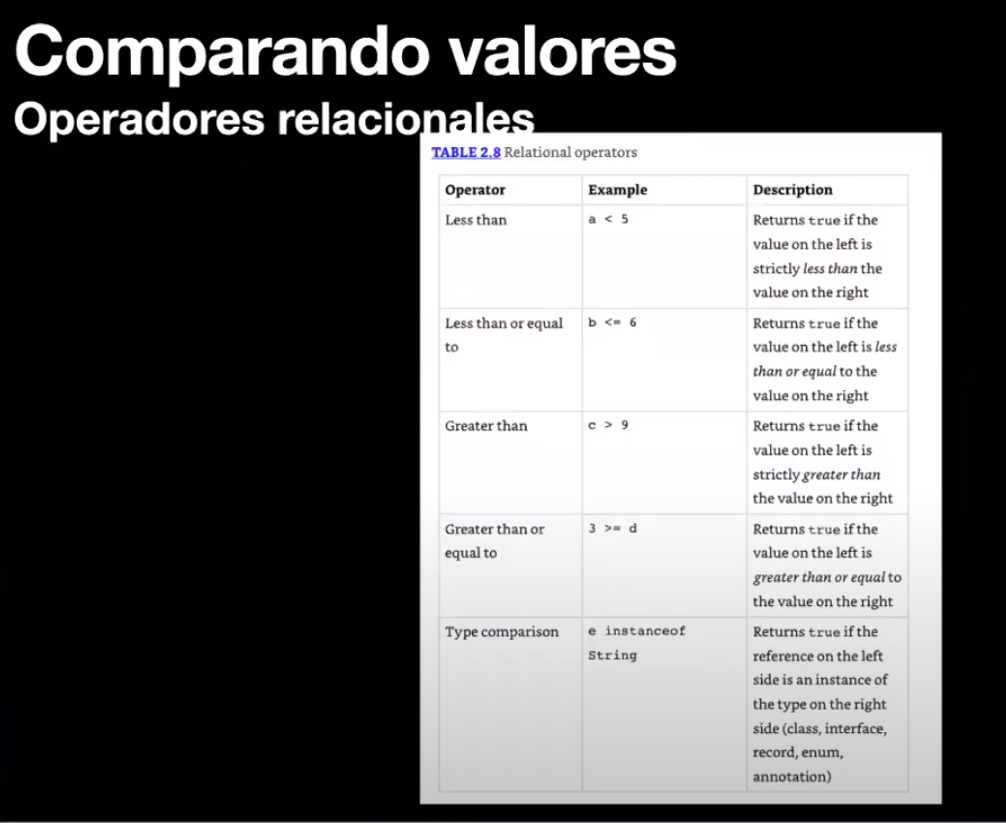 Comparando valores
Operadores relacionales
TABLE 2.8 Relational operators
Operator Example Description
Less than a < 5 Returns true if the
value on the left is
strictly less than the
value on the right
Less than or equal b <= 6 Returns true if the
to value on the left is less
than or equal to the
value on the right
Greater than c > 9 Returns true if the
value on the left is
strictly greater than
the value on the right
Greater than or 3 >= d Returns true if the
equal to value on the left is
greater than or equal to
the value on the right
Type comparison e instanceof Returns true if the
String reference on the left
side is an instance of
the type on the right
side (class, interface,
record, enum,
annotation)